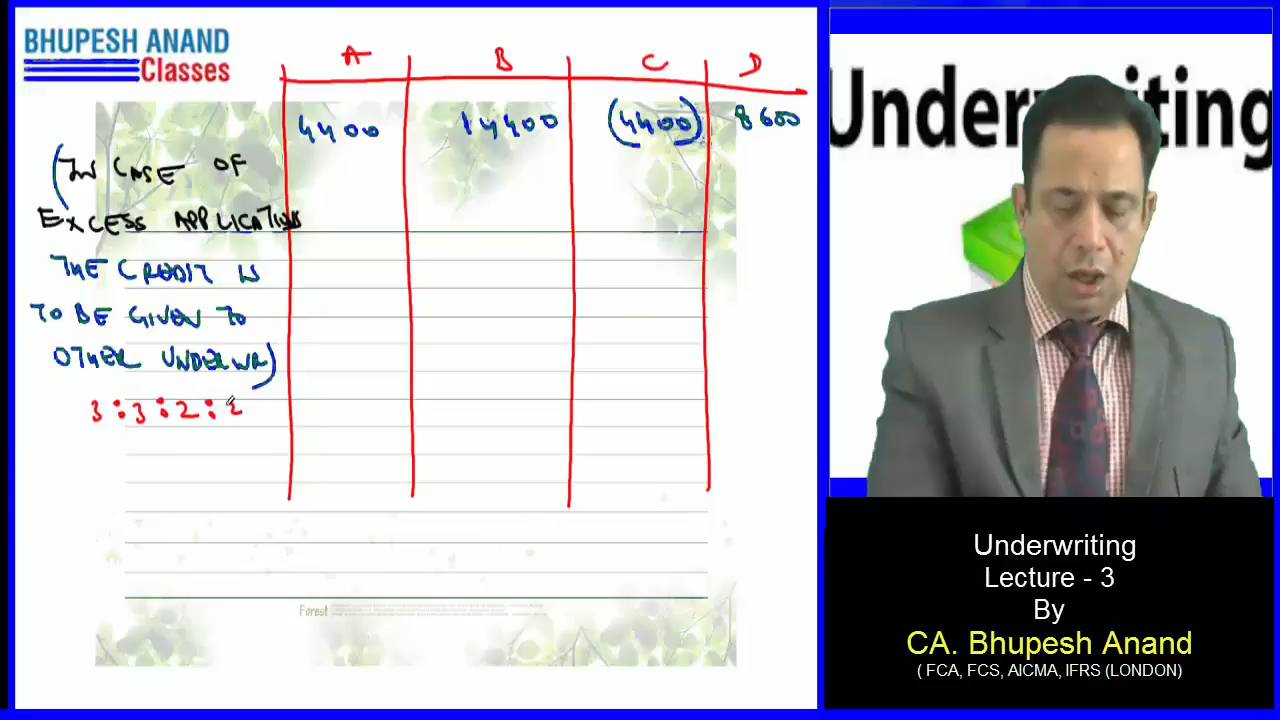 BHUPESH ANAND
Classes
A B C D
4400 14400 (4400) 8600
(IN CASE OF
EXCESS APPLICATIONS
THE CREDIT IS
TO BE GIVEN TO
OTHER UNDERWR)
3:3:2:2
Forest
Underwriting
Underwriting
Lecture - 3
By
CA. Bhupesh Anand
( FCA, FCS, AICMA, IFRS (LONDON)